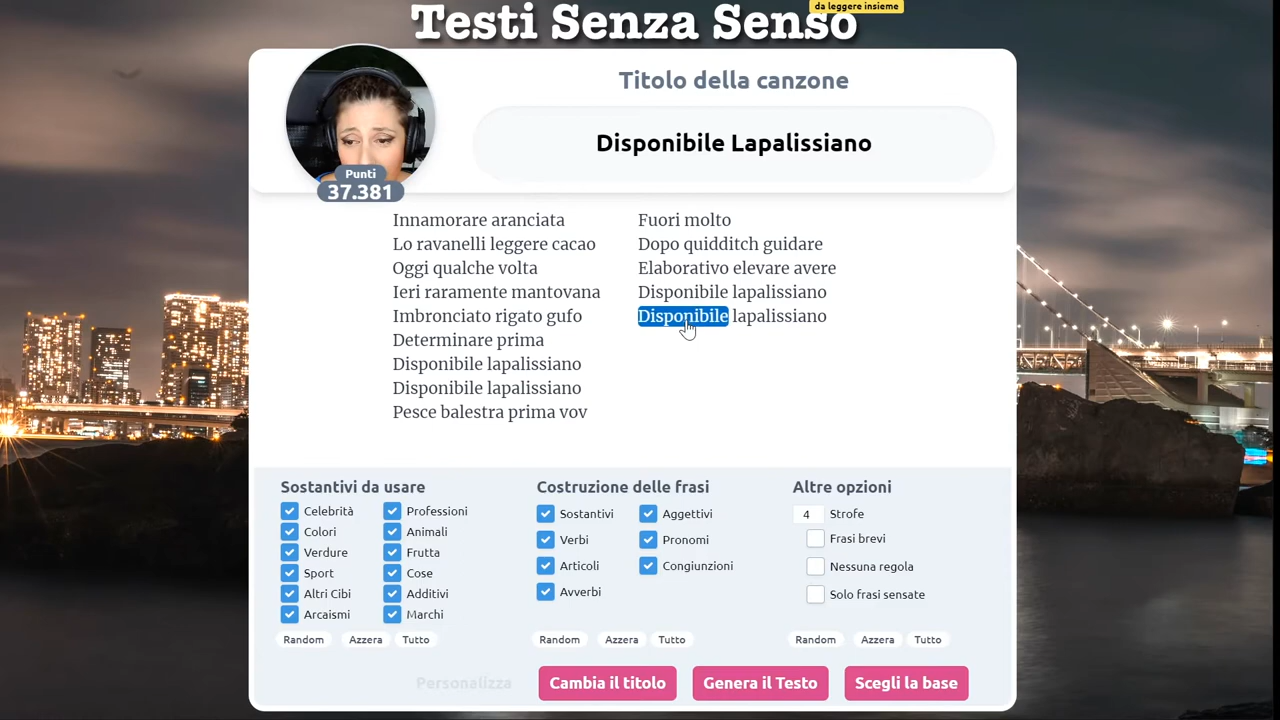 Testi Senza Senso
da leggere insieme
Titolo della canzone
Disponibile Lapalissiano
Punti
37.381
Innamorare aranciata
Lo ravanelli leggere cacao
Oggi qualche volta
Ieri raramente mantovana
Imbronciato rigato gufo
Determinare prima
Disponibile lapalissiano
Disponibile lapalissiano
Pesce balestra prima vov
Fuori molto
Dopo quidditch guidare
Elaborativo elevare avere
Disponibile lapalissiano
Disponibile lapalissiano
Sostantivi da usare
Celebrità
Colori
Verdure
Sport
Altri Cibi
Arcaismi
Professioni
Animali
Frutta
Cose
Additivi
Marchi
Random Azzera Tutto
Costruzione delle frasi
Sostantivi
Verbi
Articoli
Avverbi
Aggettivi
Pronomi
Congiunzioni
Random Azzera Tutto
Altre opzioni
4 Strofe
Frasi brevi
Nessuna regola
Solo frasi sensate
Random Azzera Tutto
Personalizza
Cambia il titolo
Genera il Testo
Scegli la base